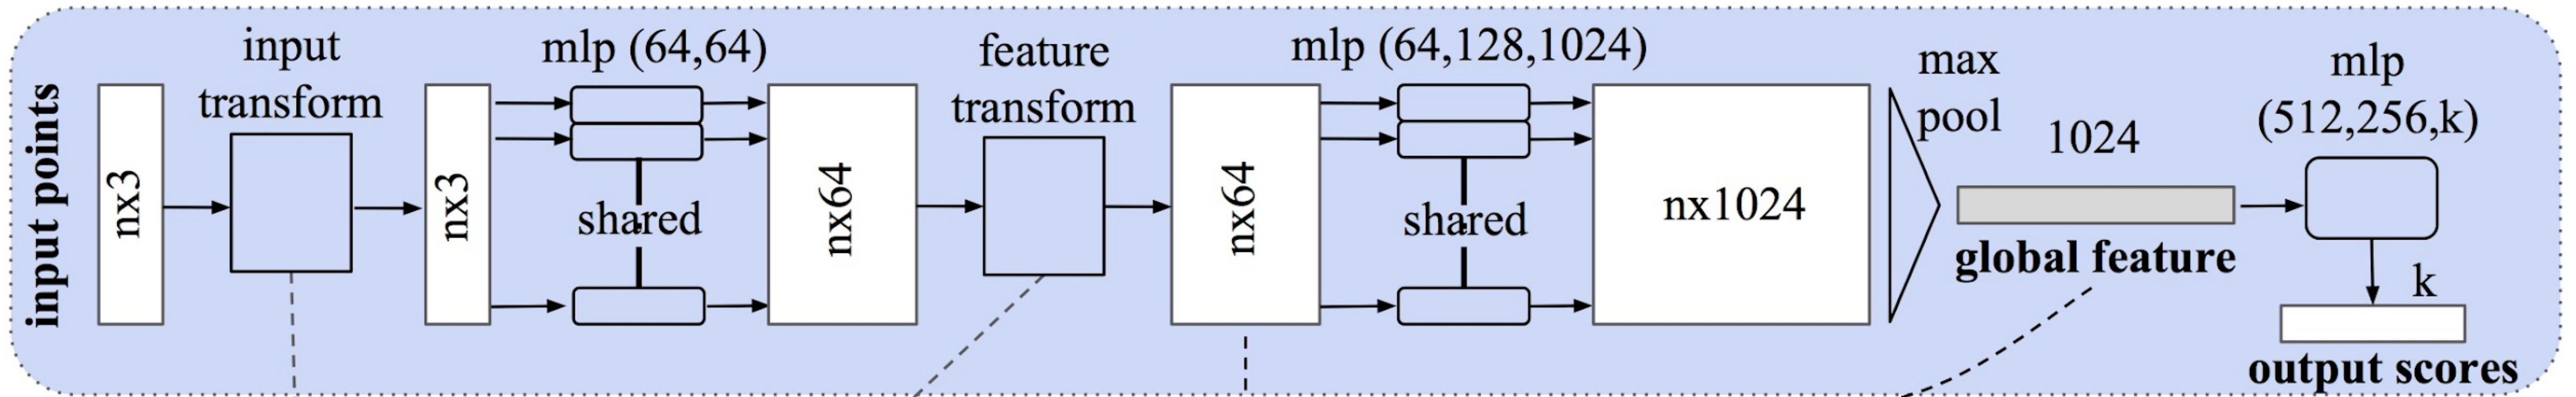 input points
nx3
input
transform
nx3
mlp (64,64)
shared
nx64
feature
transform
nx64
mlp (64,128,1024)
shared
nx1024
max
pool
1024
global feature
mlp
(512,256,k)
k
output scores